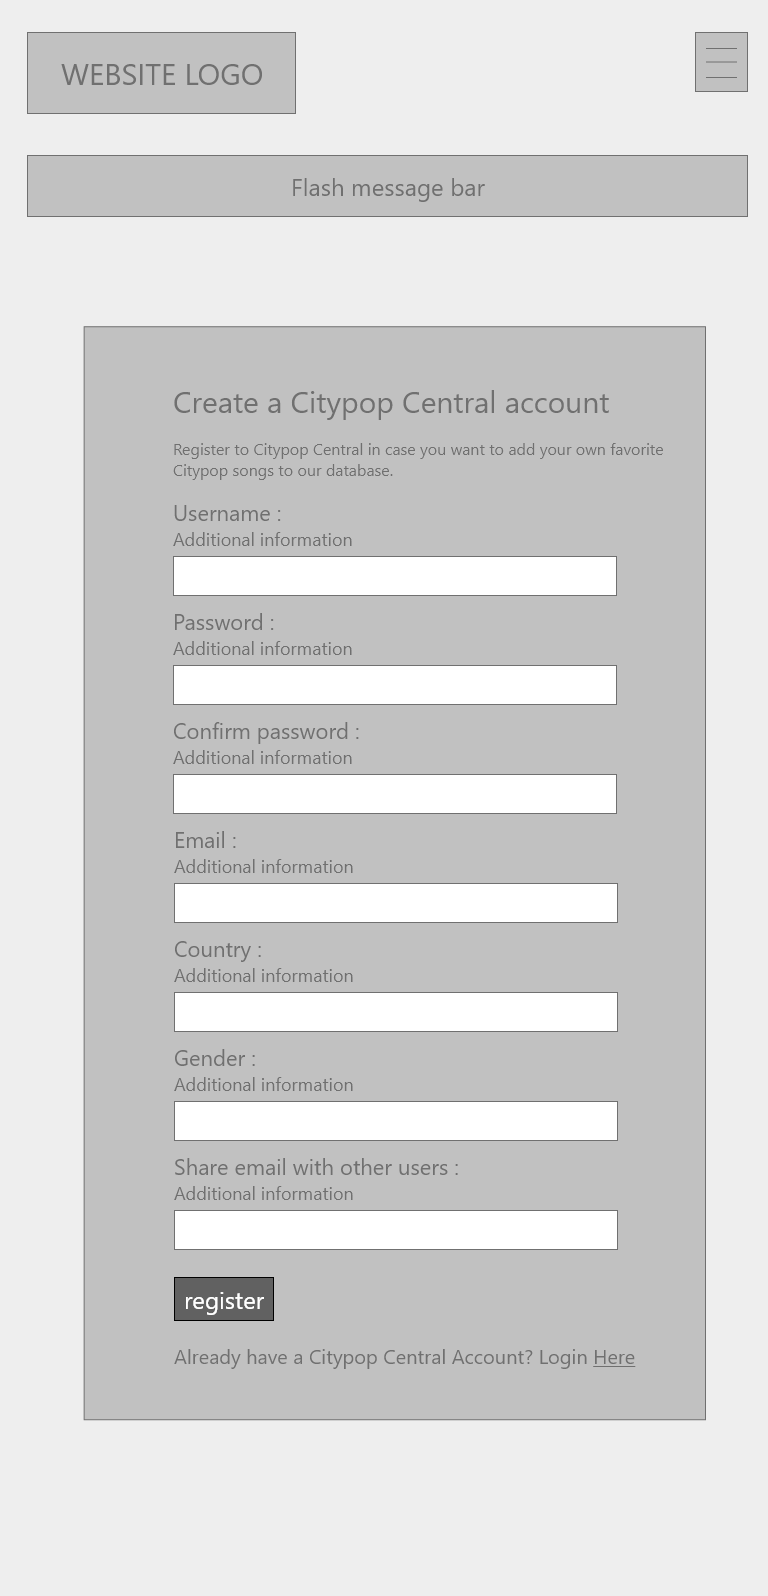 WEBSITE LOGO
Flash message bar
Create a Citypop Central account
Register to Citypop Central in case you want to add your own favorite
Citypop songs to our database.
Username :
Additional information
Password :
Additional information
Confirm password :
Additional information
Email :
Additional information
Country :
Additional information
Gender :
Additional information
Share email with other users :
Additional information
register
Already have a Citypop Central Account? Login Here